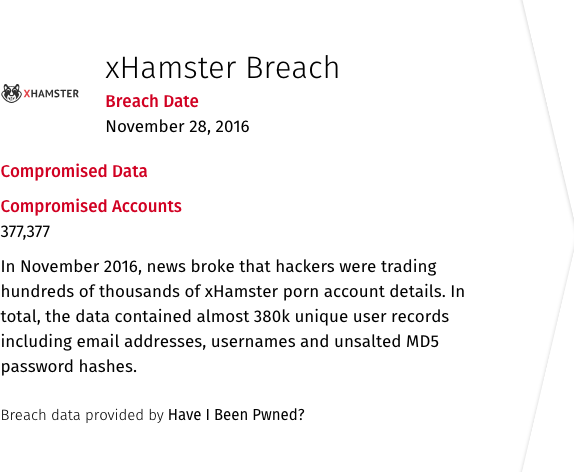 xHamster Breach
XHAMSTER
Breach Date
November 28, 2016
Compromised Data
Compromised Accounts
377,377
In November 2016, news broke that hackers were trading
hundreds of thousands of xHamster porn account details. In
total, the data contained almost 380k unique user records
including email addresses, usernames and unsalted MD5
password hashes.
Breach data provided by Have I Been Pwned?